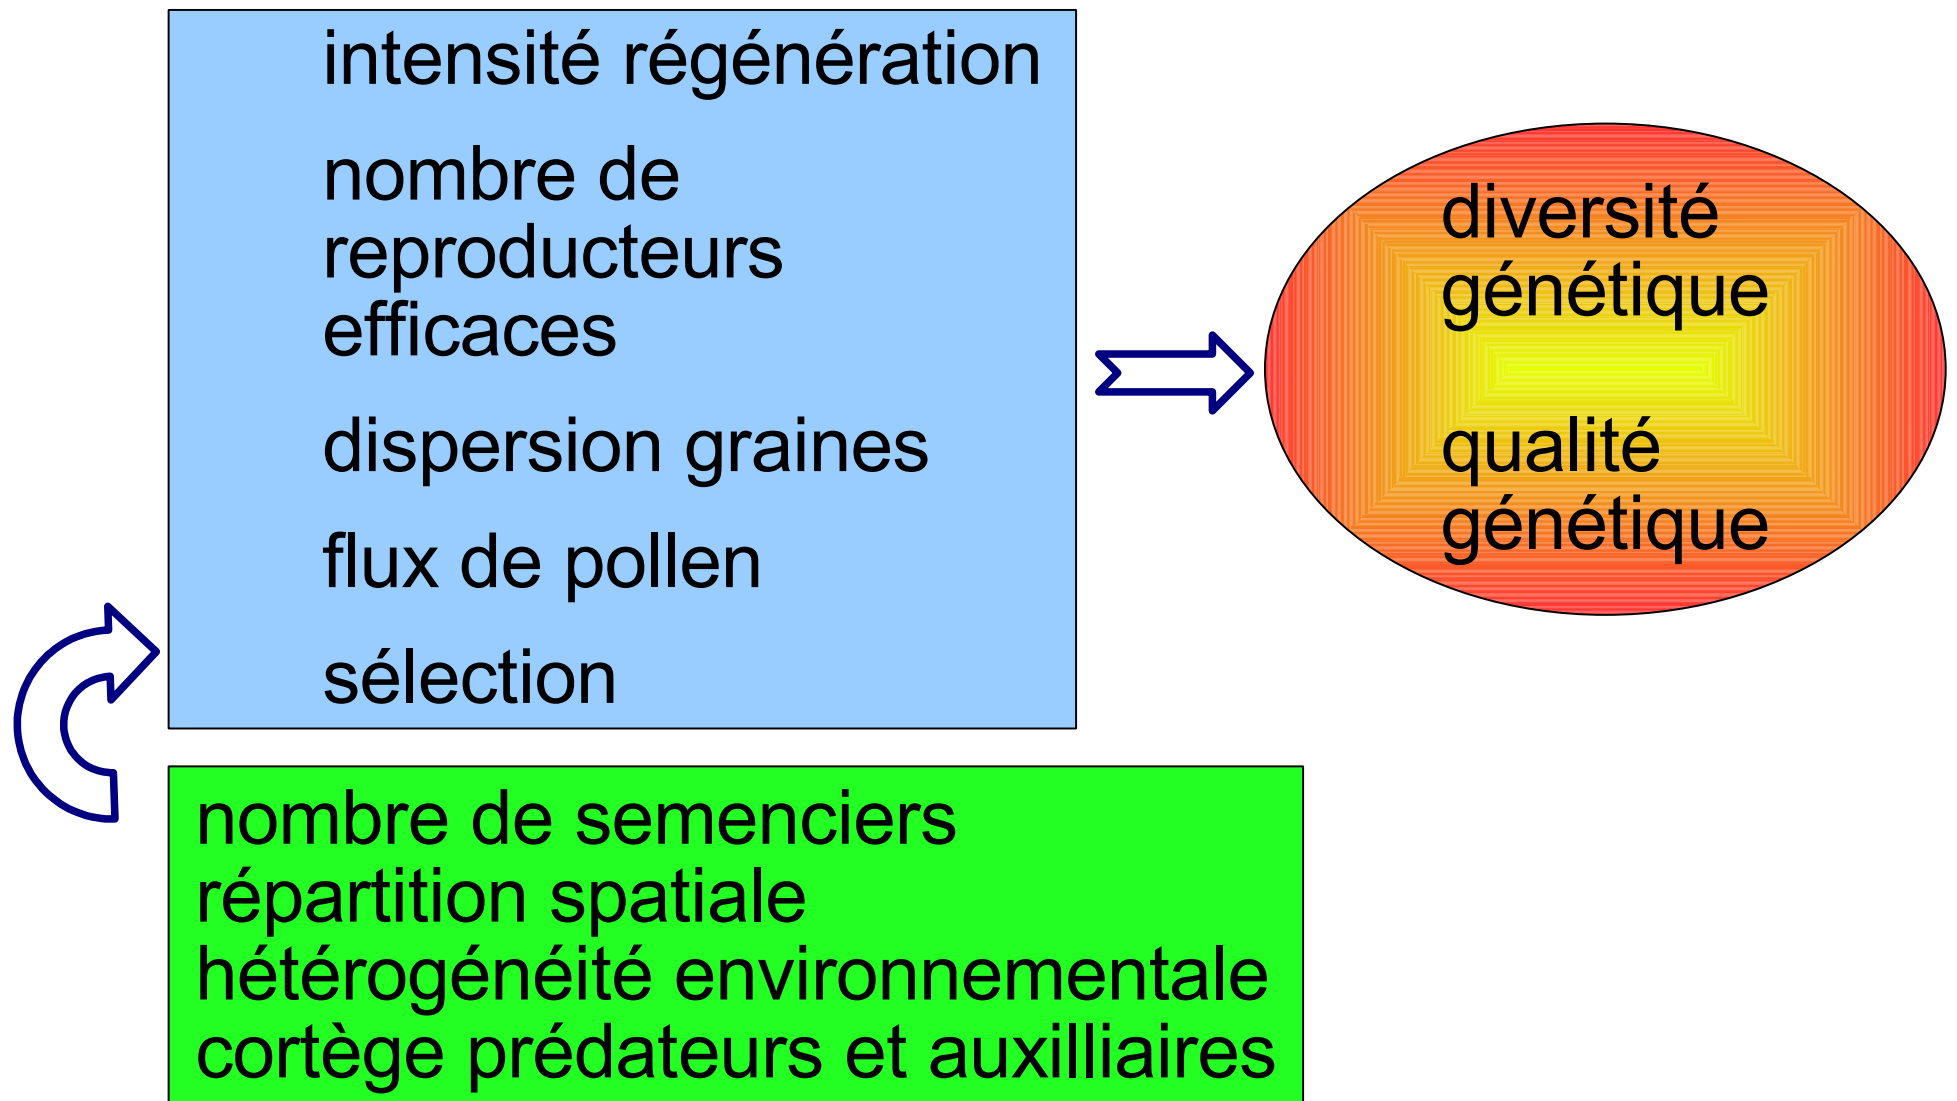 intensité régénération
nombre de
reproducteurs
efficaces
dispersion graines
flux de pollen
sélection
diversité
génétique
qualité
génétique
nombre de semenciers
répartition spatiale
hétérogénéité environnementale
cortège prédateurs et auxilliaires